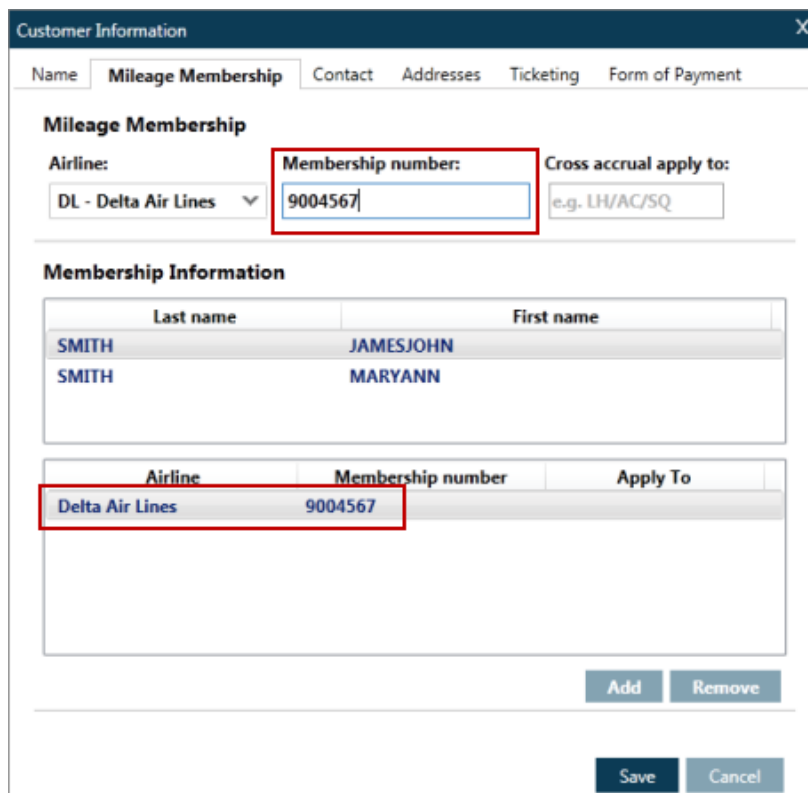 Customer Information X
Name Mileage Membership Contact Addresses Ticketing Form of Payment
Mileage Membership
Airline: Membership number: Cross accrual apply to:
DL - Delta Air Lines 9004567 e.g. LH/AC/SQ
Membership Information
Last name First name
SMITH JAMESJOHN
SMITH MARYANN
Airline Membership number Apply To
Delta Air Lines 9004567
Add Remove
Save Cancel